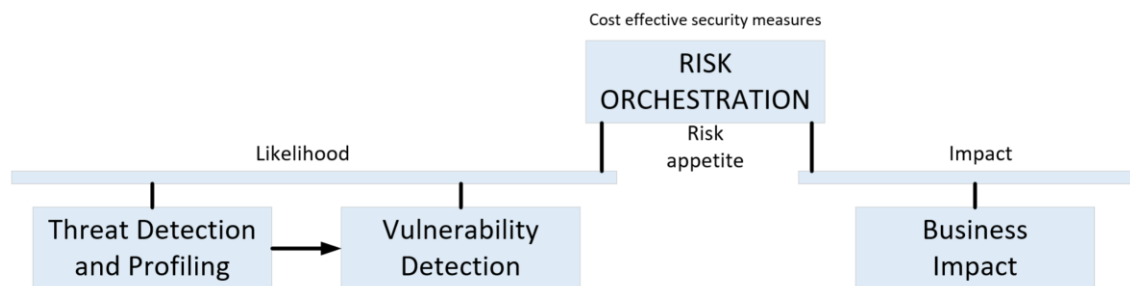 Cost effective security measures
RISK
ORCHESTRATION
Risk
appetite
Likelihood
Impact
Threat Detection
and Profiling
Vulnerability
Detection
Business
Impact